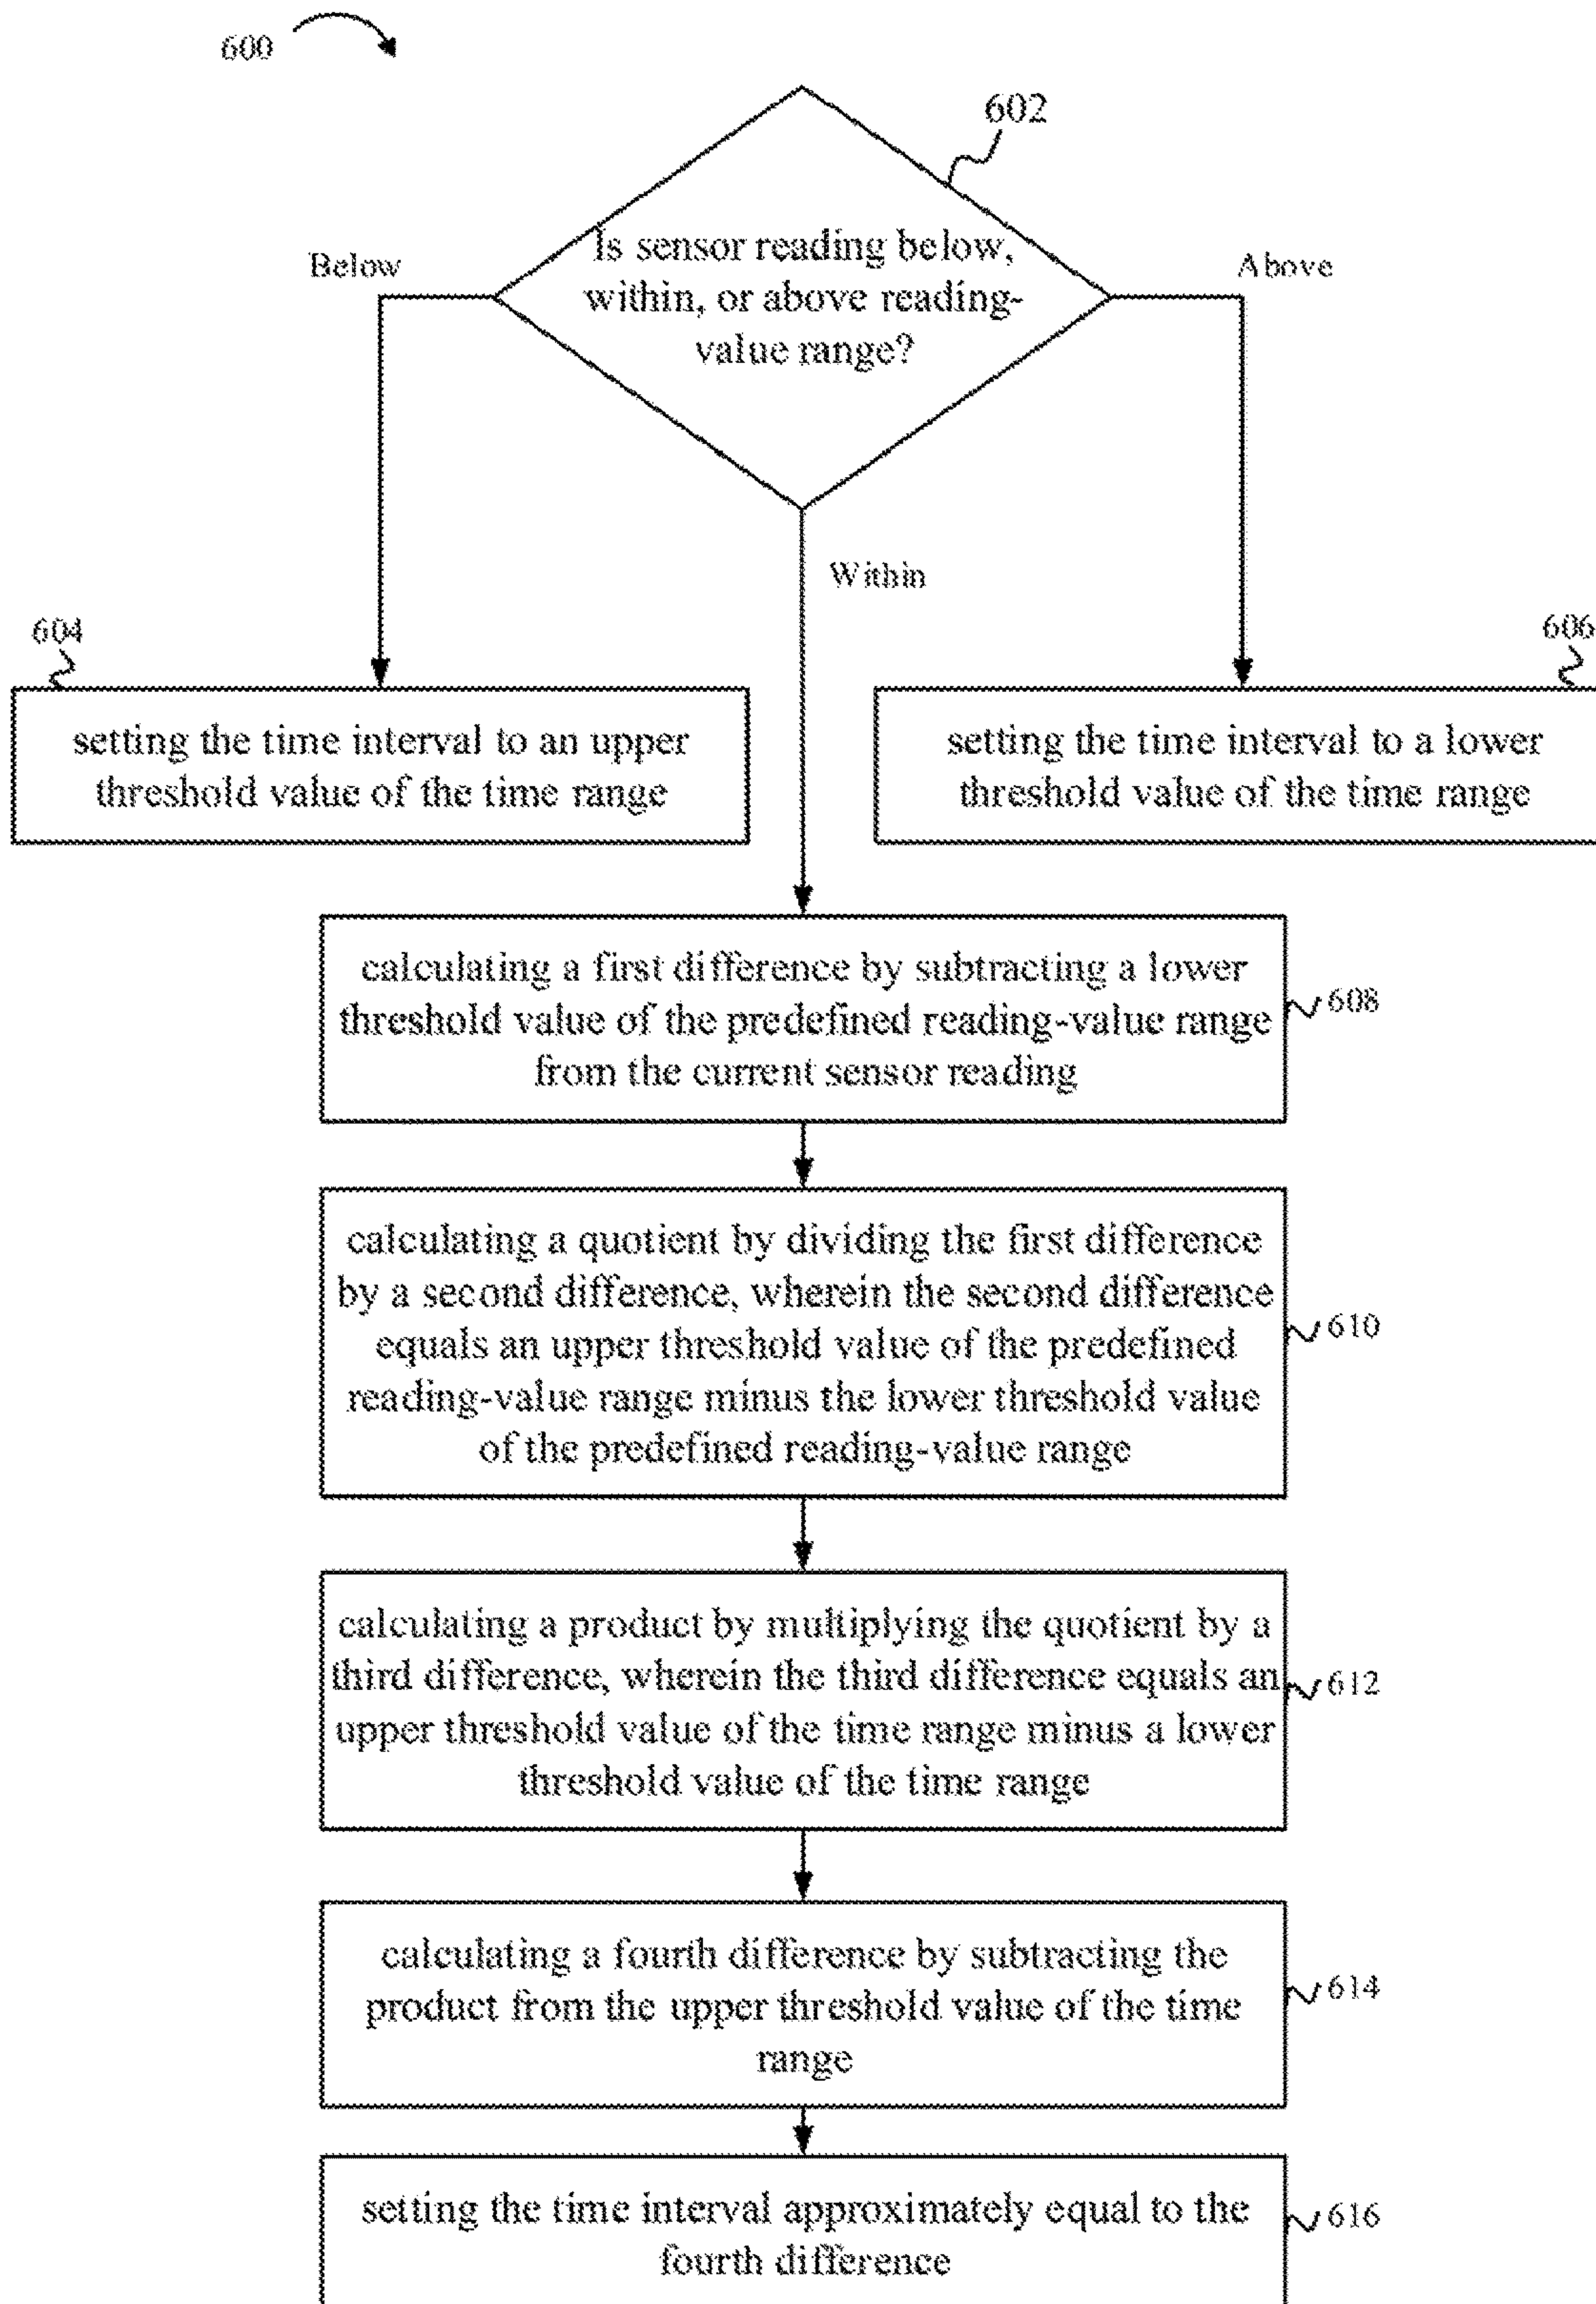 600
602
Is sensor reading below,
within, or above reading-
value range?
Below
Above
Within
604
setting the time interval to an upper
threshold value of the time range
606
setting the time interval to a lower
threshold value of the time range
calculating a first difference by subtracting a lower
threshold value of the predefined reading-value range
from the current sensor reading
608
calculating a quotient by dividing the first difference
by a second difference, wherein the second difference
equals an upper threshold value of the predefined
reading-value range minus the lower threshold value
of the predefined reading-value range
610
calculating a product by multiplying the quotient by a
third difference, wherein the third difference equals an
upper threshold value of the time range minus a lower
threshold value of the time range
612
calculating a fourth difference by subtracting the
product from the upper threshold value of the time
range
614
setting the time interval approximately equal to the
fourth difference
616